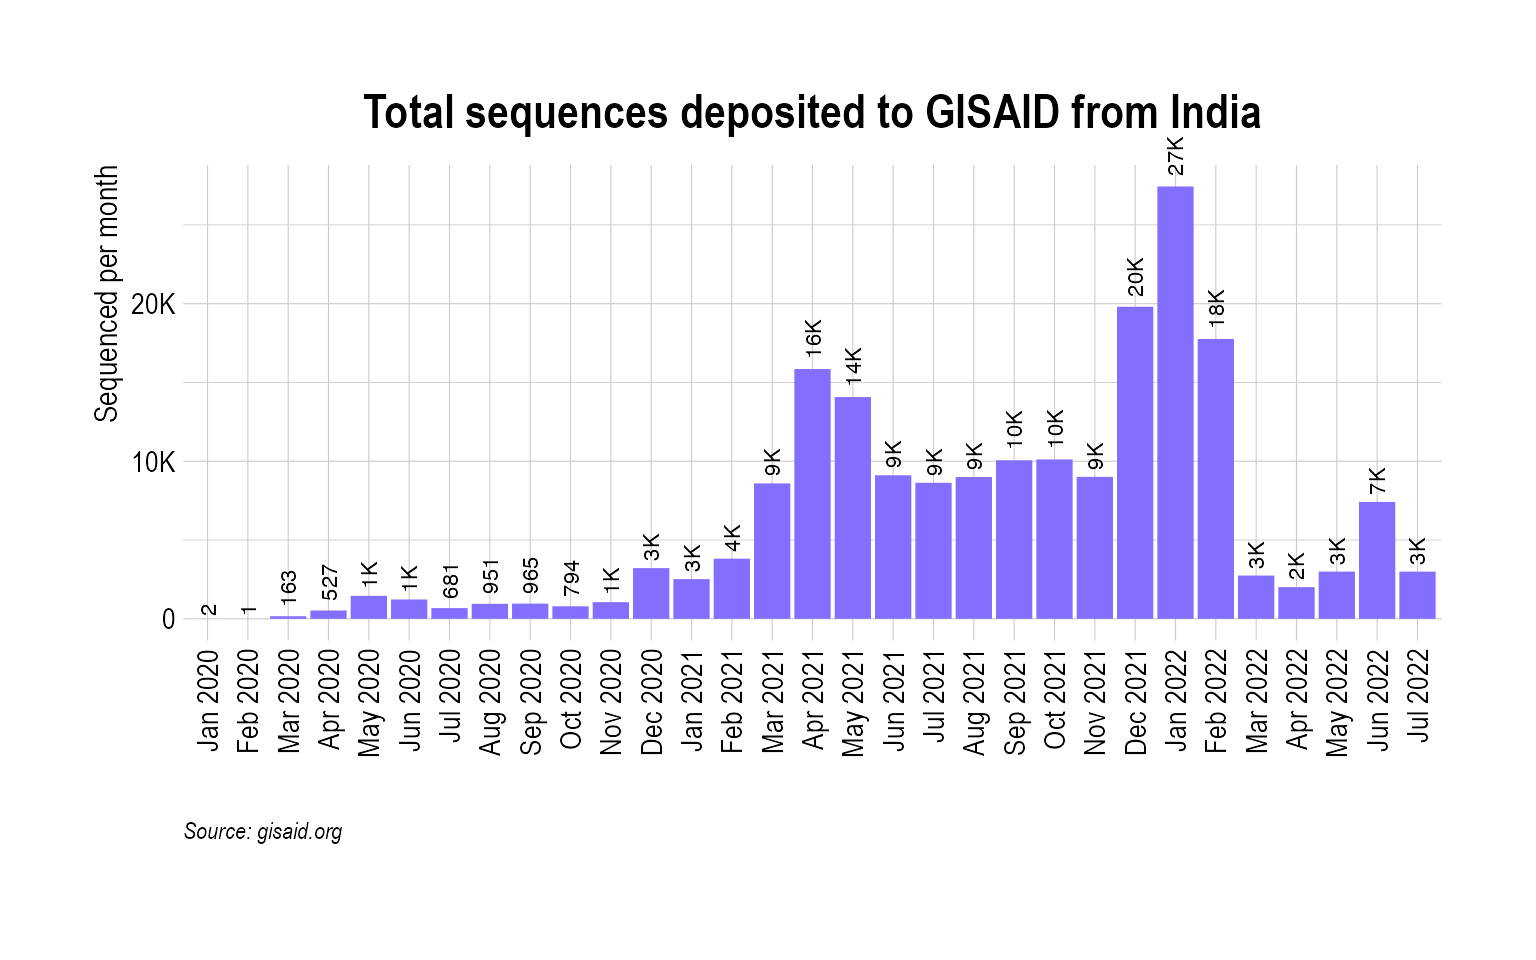 Total sequences deposited to GISAID from India
Sequenced per month
20K
10K
0
2
1
163
527
1K
1K
681
951
965
794
1K
3K
3K
4K
9K
16K
14K
9K
9K
9K
10K
10K
9K
20K
27K
18K
3K
2K
3K
7K
3K
Jan 2020
Feb 2020
Mar 2020
Apr 2020
May 2020
Jun 2020
Jul 2020
Aug 2020
Sep 2020
Oct 2020
Nov 2020
Dec 2020
Jan 2021
Feb 2021
Mar 2021
Apr 2021
May 2021
Jun 2021
Jul 2021
Aug 2021
Sep 2021
Oct 2021
Nov 2021
Dec 2021
Jan 2022
Feb 2022
Mar 2022
Apr 2022
May 2022
Jun 2022
Jul 2022
Source: gisaid.org